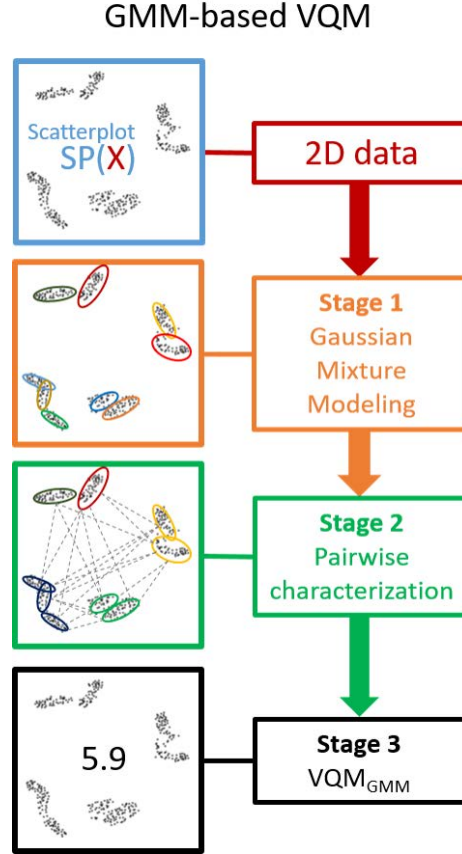 GMM-based VQM
Scatterplot
SP(X)
2D data
Stage 1
Gaussian
Mixture
Modeling
Stage 2
Pairwise
characterization
5.9
Stage 3
VQM_GMM